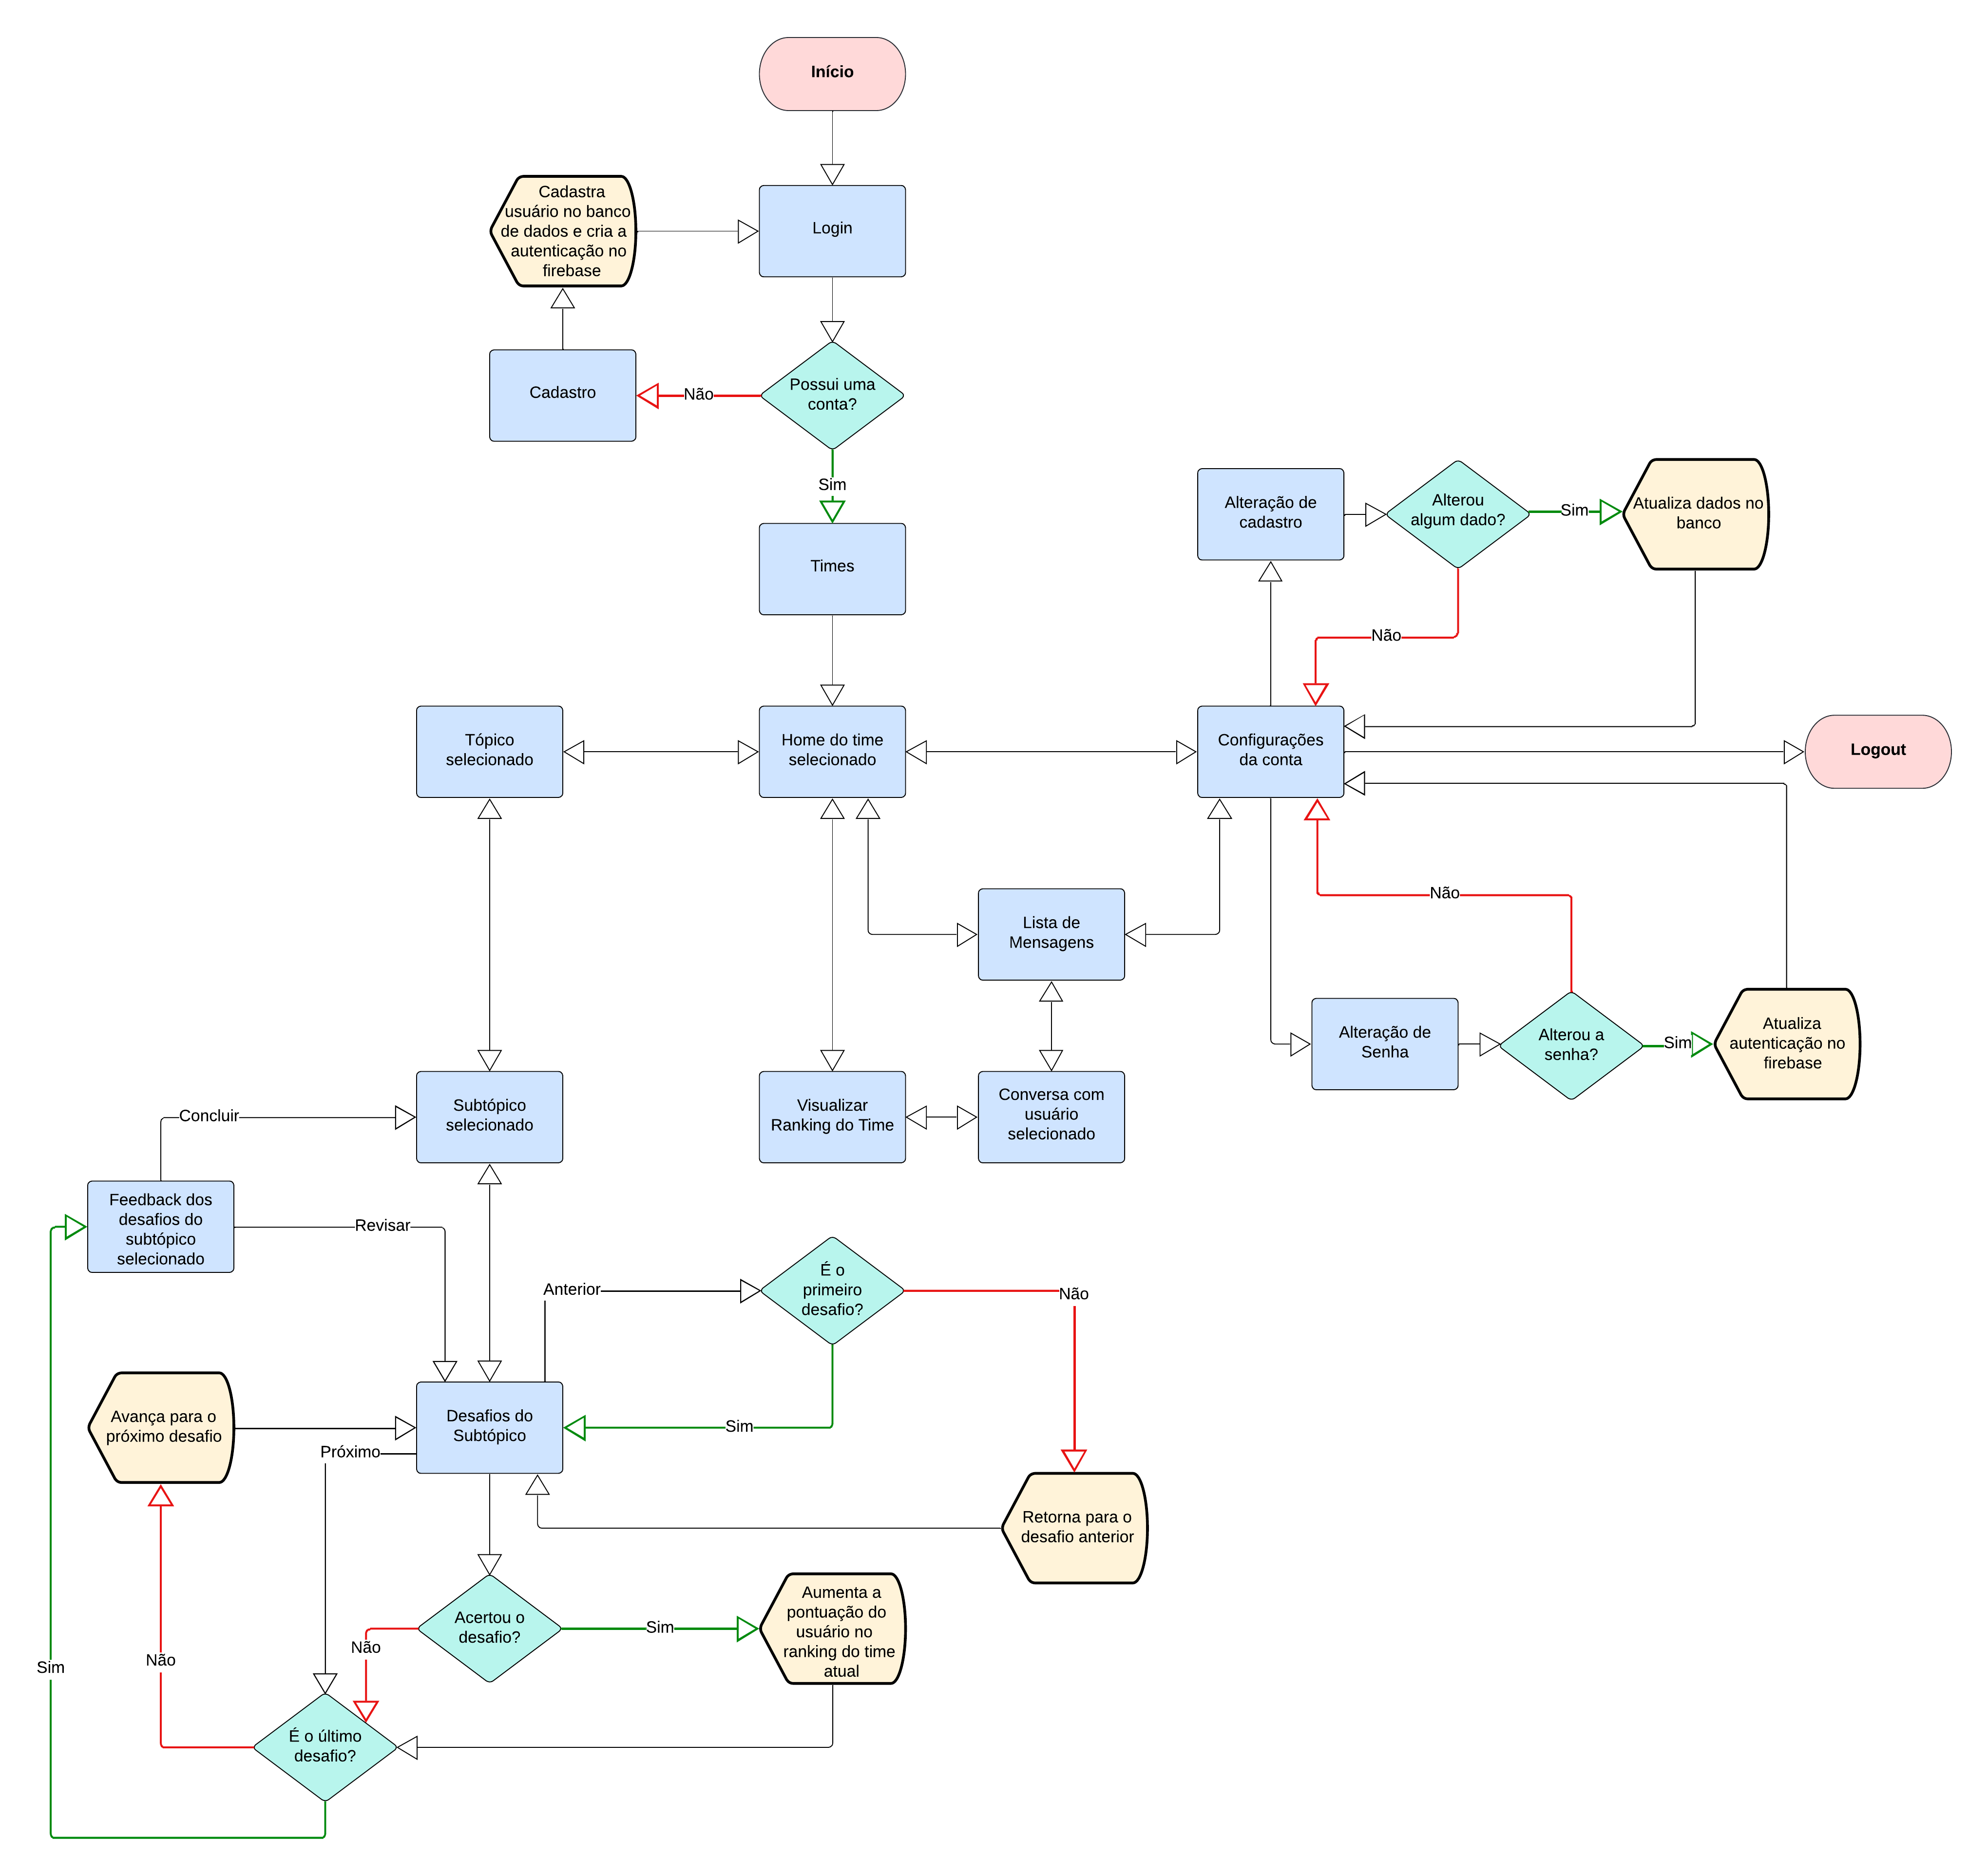 Início
Cadastra
usuário no banco
de dados e cria a
autenticação no
firebase
Login
Cadastro
Não
Possui uma
conta?
Sim
Times
Alteração de
cadastro
Alterou
algum dado?
Sim
Atualiza dados no
banco
Não
Tópico
selecionado
Home do time
selecionado
Configurações
da conta
Logout
Lista de
Mensagens
Não
Alteração de
Senha
Alterou a
senha?
Sim
Atualiza
autenticação no
firebase
Concluir
Subtópico
selecionado
Visualizar
Ranking do Time
Conversa com
usuário
selecionado
Feedback dos
desafios do
subtópico
selecionado
Revisar
Anterior
É o
primeiro
desafio?
Não
Avança para o
próximo desafio
Próximo
Desafios do
Subtópico
Sim
Retorna para o
desafio anterior
Acertou o
desafio?
Sim
Aumenta a
pontuação do
usuário no
ranking do time
atual
Não
Não
Sim
É o último
desafio?